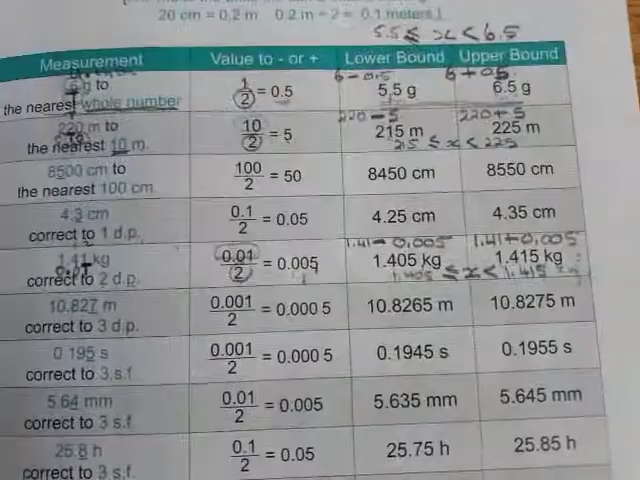 20 cm = 0.2 m 0.2 m ÷ 2 = 0.1 meters)
5.5 ≤ x < 6.5
Measurement Value to - or + Lower Bound Upper Bound
6 - 0.5 6 + 0.5
g to 1/2 = 0.5 5.5 g 6.5 g
the nearest whole number
220 - 5 220 + 5
220 m to 10/2 = 5 215 m 225 m
the nearest 10 m. 215 ≤ x < 225
8500 cm to 100/2 = 50 8450 cm 8550 cm
the nearest 100 cm
4.3 cm 0.1/2 = 0.05 4.25 cm 4.35 cm
correct to 1 d.p.
1.41 - 0.005 1.41 + 0.005
1.41 kg 0.01/2 = 0.005 1.405 kg 1.415 kg
correct to 2 d.p. 1.405 ≤ x < 1.415
10.827 m 0.001/2 = 0.000 5 10.8265 m 10.8275 m
correct to 3 d.p.
0 195 s 0.001/2 = 0.000 5 0.1945 s 0.1955 s
correct to 3 s.f
5.64 mm 0.01/2 = 0.005 5.635 mm 5.645 mm
correct to 3 s.f
25.8 h 0.1/2 = 0.05 25.75 h 25.85 h
correct to 3 s.f